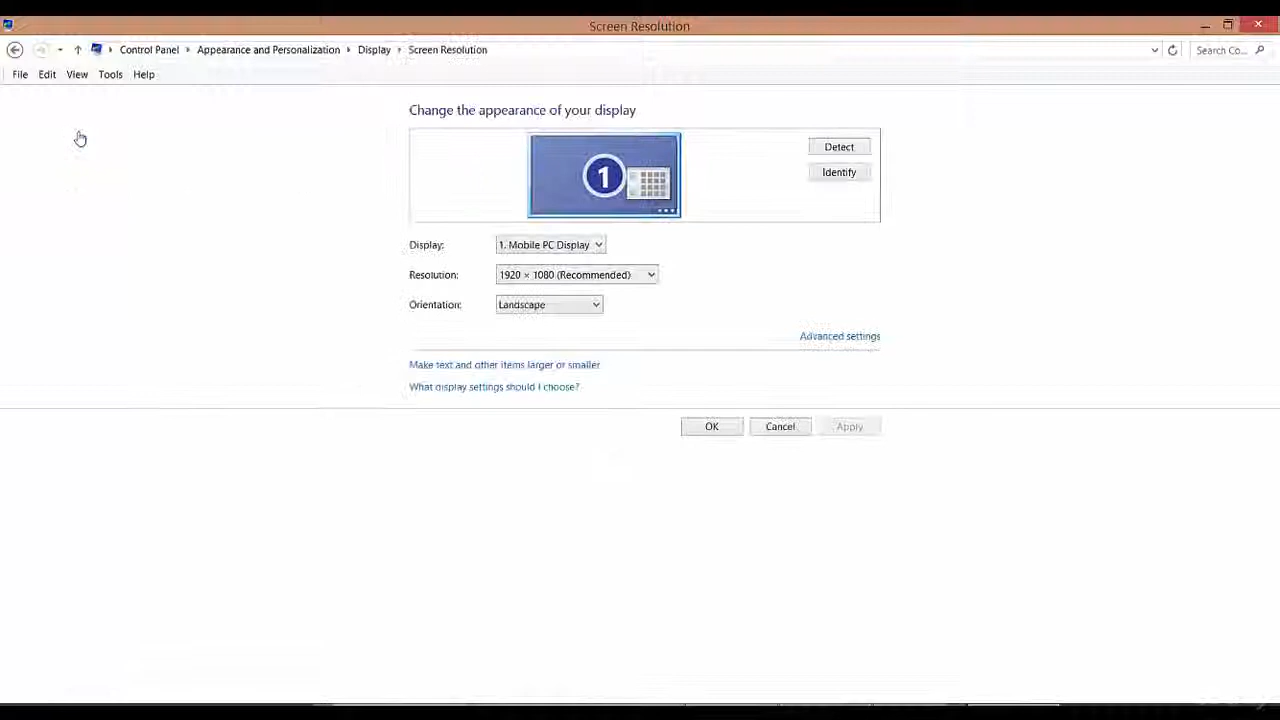 Screen Resolution
Control Panel Appearance and Personalization Display Screen Resolution Search Co...
File Edit View Tools Help
Change the appearance of your display
1
Detect
Identify
Display: 1. Mobile PC Display
Resolution: 1920 × 1080 (Recommended)
Orientation: Landscape
Advanced settings
Make text and other items larger or smaller
What display settings should I choose?
OK Cancel Apply